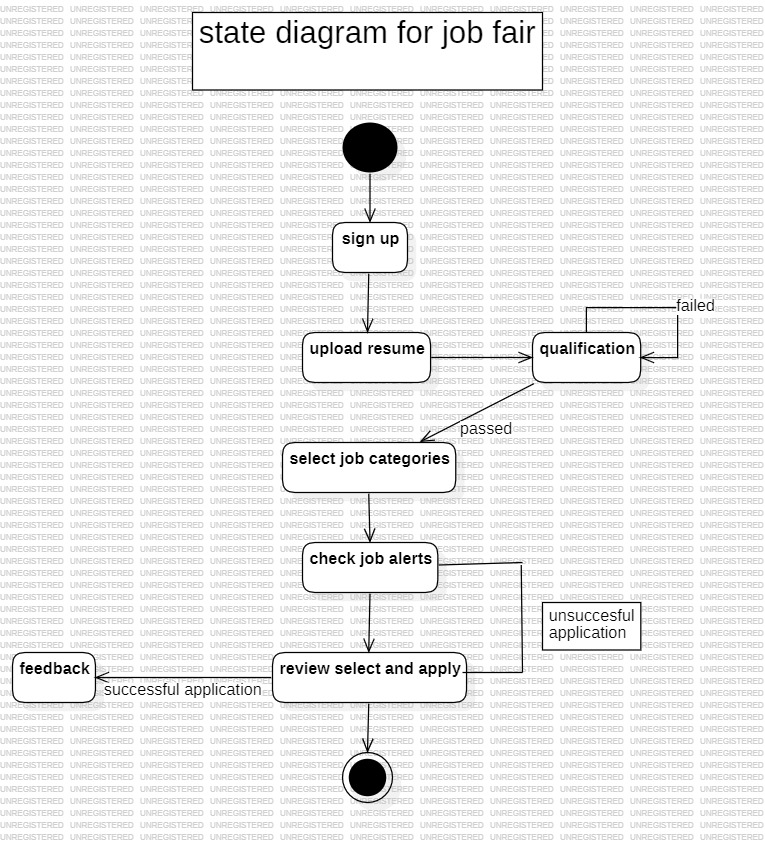 state diagram for job fair
sign up
failed
upload resume
qualification
passed
select job categories
check job alerts
unsuccesful
application
feedback
review select and apply
successful application
UNREGISTERED